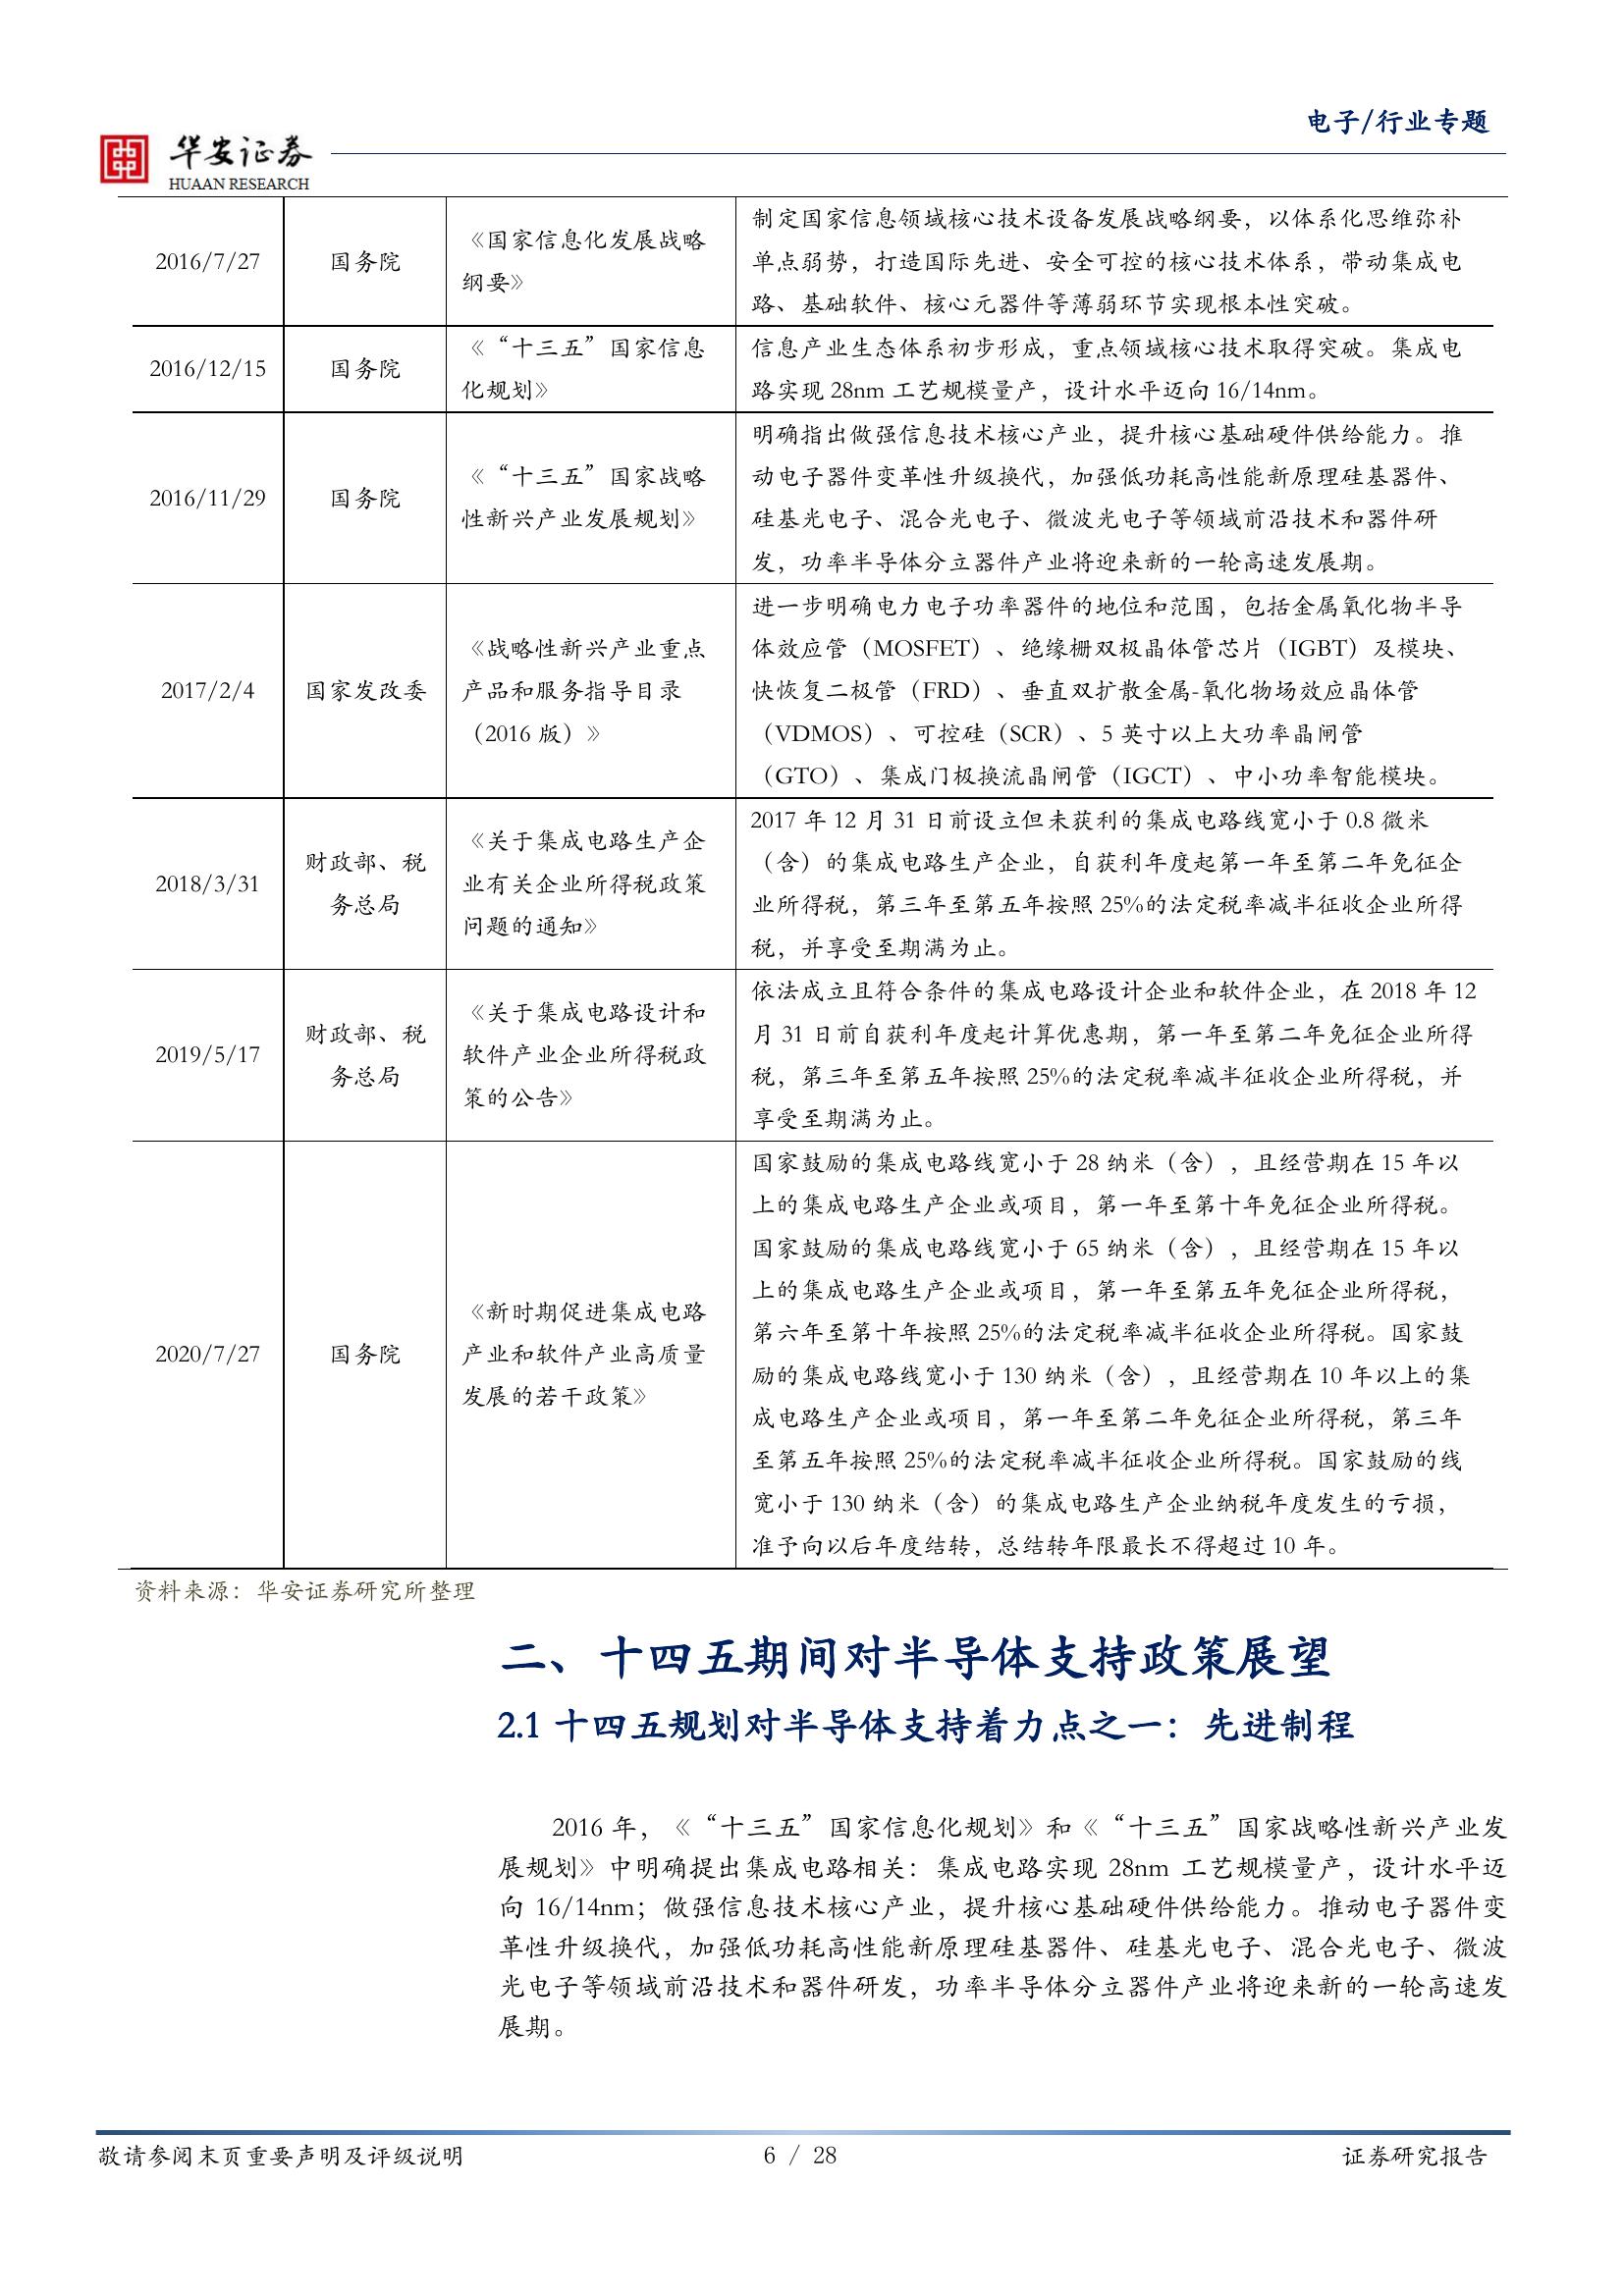 电子/行业专题
华安证券
HUAAN RESEARCH
2016/7/27
国务院
《国家信息化发展战略
纲要》
制定国家信息领域核心技术设备发展战略纲要，以体系化思维弥补
单点弱势，打造国际先进、安全可控的核心技术体系，带动集成电
路、基础软件、核心元器件等薄弱环节实现根本性突破。
2016/12/15
国务院
《“十三五”国家信息
化规划》
信息产业生态体系初步形成，重点领域核心技术取得突破。集成电
路实现 28nm 工艺规模量产，设计水平迈向 16/14nm。
2016/11/29
国务院
《“十三五”国家战略
性新兴产业发展规划》
明确指出做强信息技术核心产业，提升核心基础硬件供给能力。推
动电子器件变革性升级换代，加强低功耗高性能新原理硅基器件、
硅基光电子、混合光电子、微波光电子等领域前沿技术和器件研
发，功率半导体分立器件产业将迎来新的一轮高速发展期。
2017/2/4
国家发改委
《战略性新兴产业重点
产品和服务指导目录
（2016 版）》
进一步明确电力电子功率器件的地位和范围，包括金属氧化物半导
体效应管（MOSFET）、绝缘栅双极晶体管芯片（IGBT）及模块、
快恢复二极管（FRD）、垂直双扩散金属-氧化物场效应晶体管
（VDMOS）、可控硅（SCR）、5 英寸以上大功率晶闸管
（GTO）、集成门极换流晶闸管（IGCT）、中小功率智能模块。
2018/3/31
财政部、税
务总局
《关于集成电路生产企
业有关企业所得税政策
问题的通知》
2017 年 12 月 31 日前设立但未获利的集成电路线宽小于 0.8 微米
（含）的集成电路生产企业，自获利年度起第一年至第二年免征企
业所得税，第三年至第五年按照 25%的法定税率减半征收企业所得
税，并享受至期满为止。
2019/5/17
财政部、税
务总局
《关于集成电路设计和
软件产业企业所得税政
策的公告》
依法成立且符合条件的集成电路设计企业和软件企业，在 2018 年 12
月 31 日前自获利年度起计算优惠期，第一年至第二年免征企业所得
税，第三年至第五年按照 25%的法定税率减半征收企业所得税，并
享受至期满为止。
2020/7/27
国务院
《新时期促进集成电路
产业和软件产业高质量
发展的若干政策》
国家鼓励的集成电路线宽小于 28 纳米（含），且经营期在 15 年以
上的集成电路生产企业或项目，第一年至第十年免征企业所得税。
国家鼓励的集成电路线宽小于 65 纳米（含），且经营期在 15 年以
上的集成电路生产企业或项目，第一年至第五年免征企业所得税，
第六年至第十年按照 25%的法定税率减半征收企业所得税。国家鼓
励的集成电路线宽小于 130 纳米（含），且经营期在 10 年以上的集
成电路生产企业或项目，第一年至第二年免征企业所得税，第三年
至第五年按照 25%的法定税率减半征收企业所得税。国家鼓励的线
宽小于 130 纳米（含）的集成电路生产企业纳税年度发生的亏损，
准予向以后年度结转，总结转年限最长不得超过 10 年。
资料来源：华安证券研究所整理
二、十四五期间对半导体支持政策展望
2.1 十四五规划对半导体支持着力点之一：先进制程
2016 年，《“十三五”国家信息化规划》和《“十三五”国家战略性新兴产业发
展规划》中明确提出集成电路相关：集成电路实现 28nm 工艺规模量产，设计水平迈
向 16/14nm；做强信息技术核心产业，提升核心基础硬件供给能力。推动电子器件变
革性升级换代，加强低功耗高性能新原理硅基器件、硅基光电子、混合光电子、微波
光电子等领域前沿技术和器件研发，功率半导体分立器件产业将迎来新的一轮高速发
展期。
敬请参阅末页重要声明及评级说明
6 / 28
证券研究报告